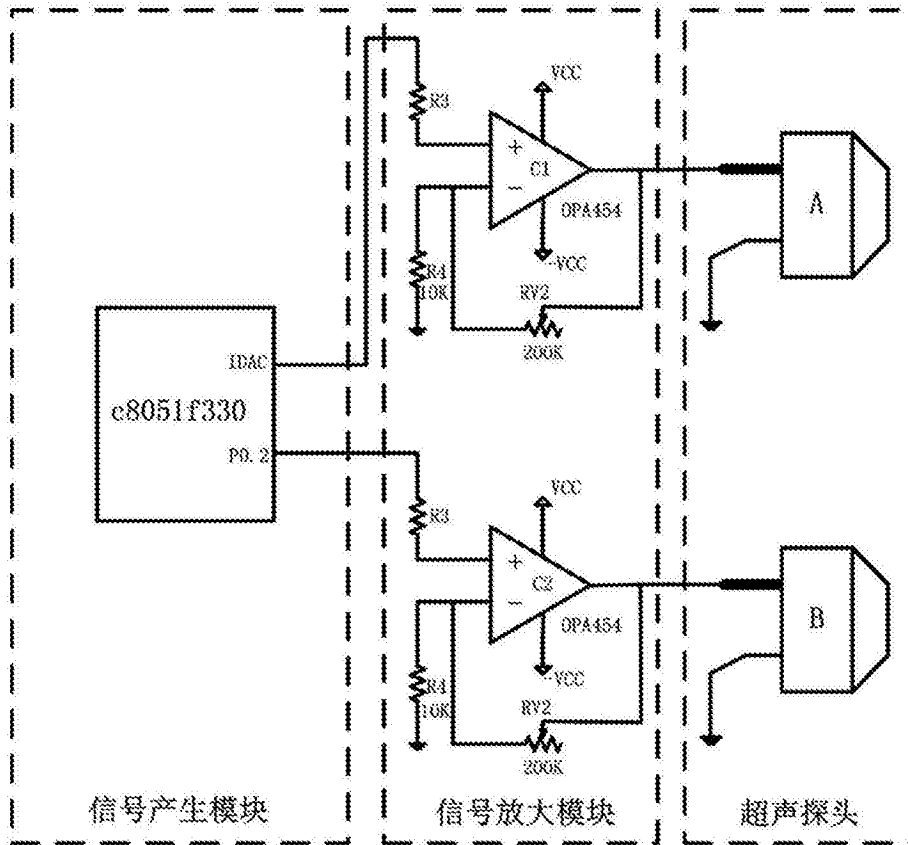 VCC
R3
+
C1
−
A
OPA454
R4
10K
-VCC
RV2
200K
IDAC
c8051f330
P0.2
VCC
R3
+
C2
−
B
OPA454
R4
10K
-VCC
RV2
200K
信号产生模块
信号放大模块
超声探头